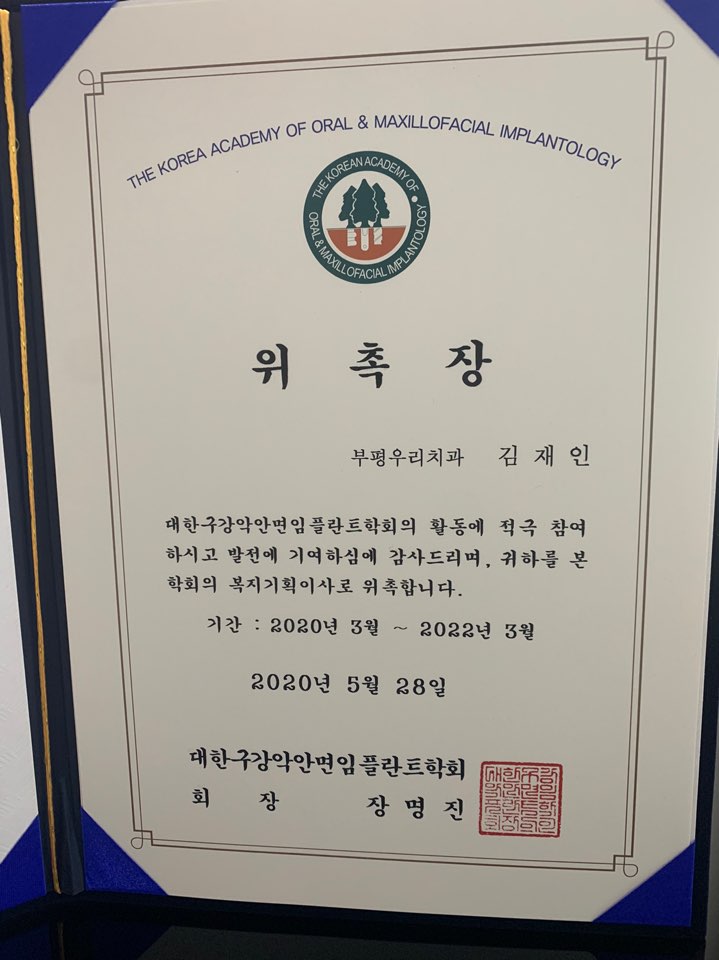 THE KOREA ACADEMY OF ORAL & MAXILLOFACIAL IMPLANTOLOGY
THE KOREAN ACADEMY OF
ORAL & MAXILLOFACIAL IMPLANTOLOGY
위 촉 장
부평우리치과 김 재 인
대한구강악안면임플란트학회의 활동에 적극 참여
하시고 발전에 기여하심에 감사드리며, 귀하를 본
학회의 복지기획이사로 위촉합니다.
기간 : 2020년 3월 ~ 2022년 3월
2020년 5월 28일
대한구강악안면임플란트학회
회 장 장 명 진